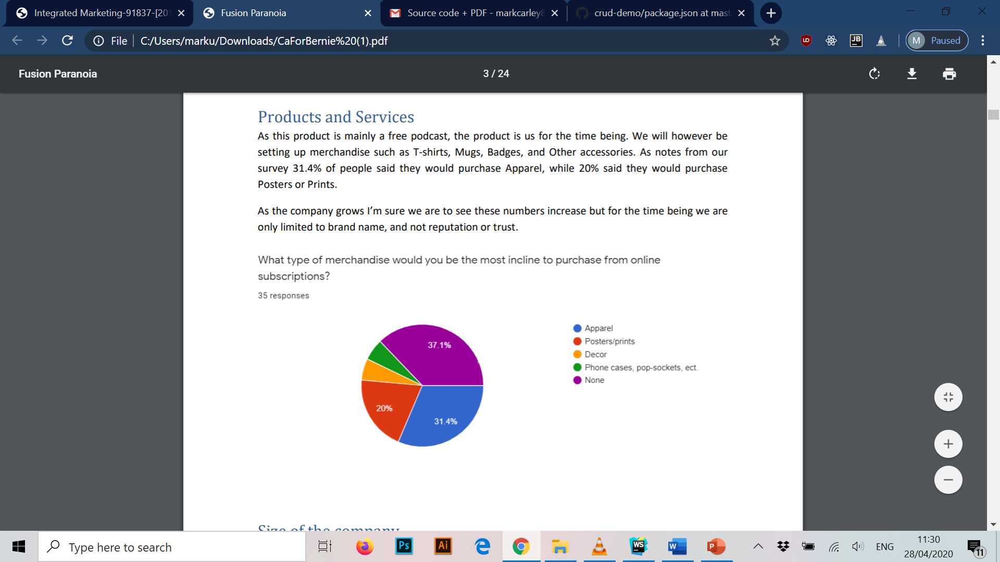 Integrated Marketing-91837-[201
Fusion Paranoia
Source code + PDF - markcarley8
crud-demo/package.json at mast
File
C:/Users/marku/Downloads/CaForBernie%20(1).pdf
JB
M Paused
Fusion Paranoia
3 / 24
Products and Services
As this product is mainly a free podcast, the product is us for the time being. We will however be
setting up merchandise such as T-shirts, Mugs, Badges, and Other accessories. As notes from our
survey 31.4% of people said they would purchase Apparel, while 20% said they would purchase
Posters or Prints.
As the company grows I’m sure we are to see these numbers increase but for the time being we are
only limited to brand name, and not reputation or trust.
What type of merchandise would you be the most incline to purchase from online
subscriptions?
35 responses
37.1%
20%
31.4%
Apparel
Posters/prints
Decor
Phone cases, pop-sockets, ect.
None
Size of the company
Type here to search
Ps
Ai
WS
W
P
ENG
11:30
28/04/2020
11